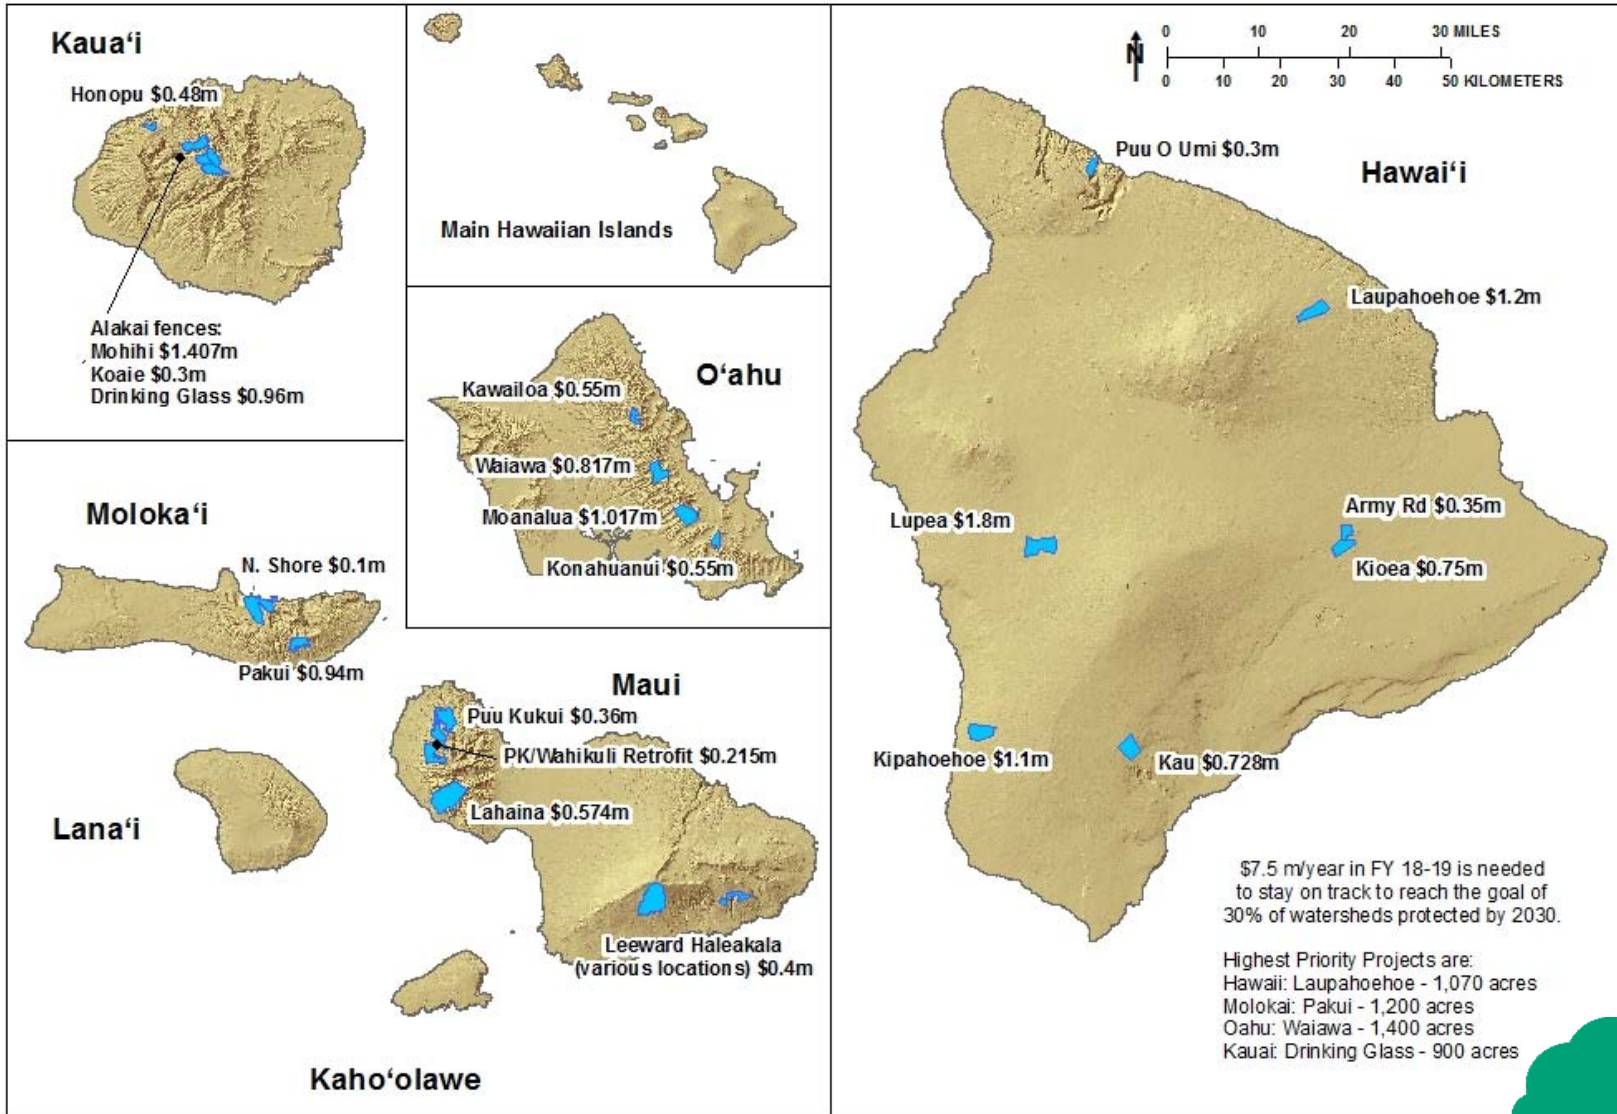 Kaua‘i
Honopu $0.48m
Alakai fences:
Mohihi $1.407m
Koaie $0.3m
Drinking Glass $0.96m
Main Hawaiian Islands
O‘ahu
Kawailoa $0.55m
Waiawa $0.817m
Moanalua $1.017m
Konahuanui $0.55m
Moloka‘i
N. Shore $0.1m
Pakui $0.94m
Maui
Puu Kukui $0.36m
PK/Wahikuli Retrofit $0.215m
Lahaina $0.574m
Leeward Haleakala
(various locations) $0.4m
Lana‘i
Kaho‘olawe
N
0 10 20 30 MILES
0 10 20 30 40 50 KILOMETERS
Hawai‘i
Puu O Umi $0.3m
Laupahoehoe $1.2m
Lupea $1.8m
Army Rd $0.35m
Kioea $0.75m
Kipahoehoe $1.1m
Kau $0.728m
$7.5 m/year in FY 18-19 is needed
to stay on track to reach the goal of
30% of watersheds protected by 2030.
Highest Priority Projects are:
Hawaii: Laupahoehoe - 1,070 acres
Molokai: Pakui - 1,200 acres
Oahu: Waiawa - 1,400 acres
Kauai: Drinking Glass - 900 acres